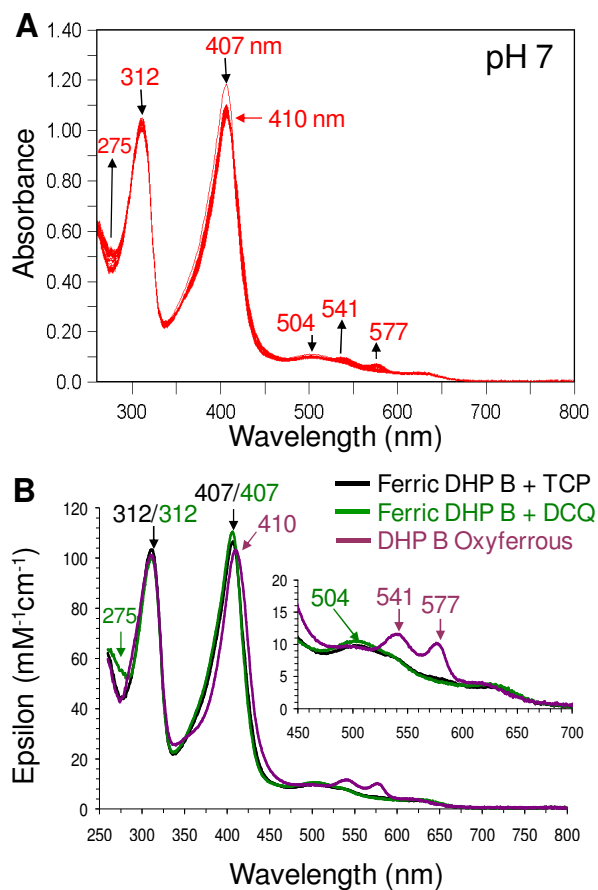 A
pH 7
Absorbance
1.40
1.20
1.00
0.80
0.60
0.40
0.20
0.0
275
312
407 nm
410 nm
504
541
577
300 400 500 600 700 800
Wavelength (nm)
B
Ferric DHP B + TCP
Ferric DHP B + DCQ
DHP B Oxyferrous
Epsilon (mM-1cm-1)
120
100
80
60
40
20
0
275
312/312
407/407
410
20
15
10
5
0
504
541
577
450 500 550 600 650 700
250 300 350 400 450 500 550 600 650 700 750 800
Wavelength (nm)